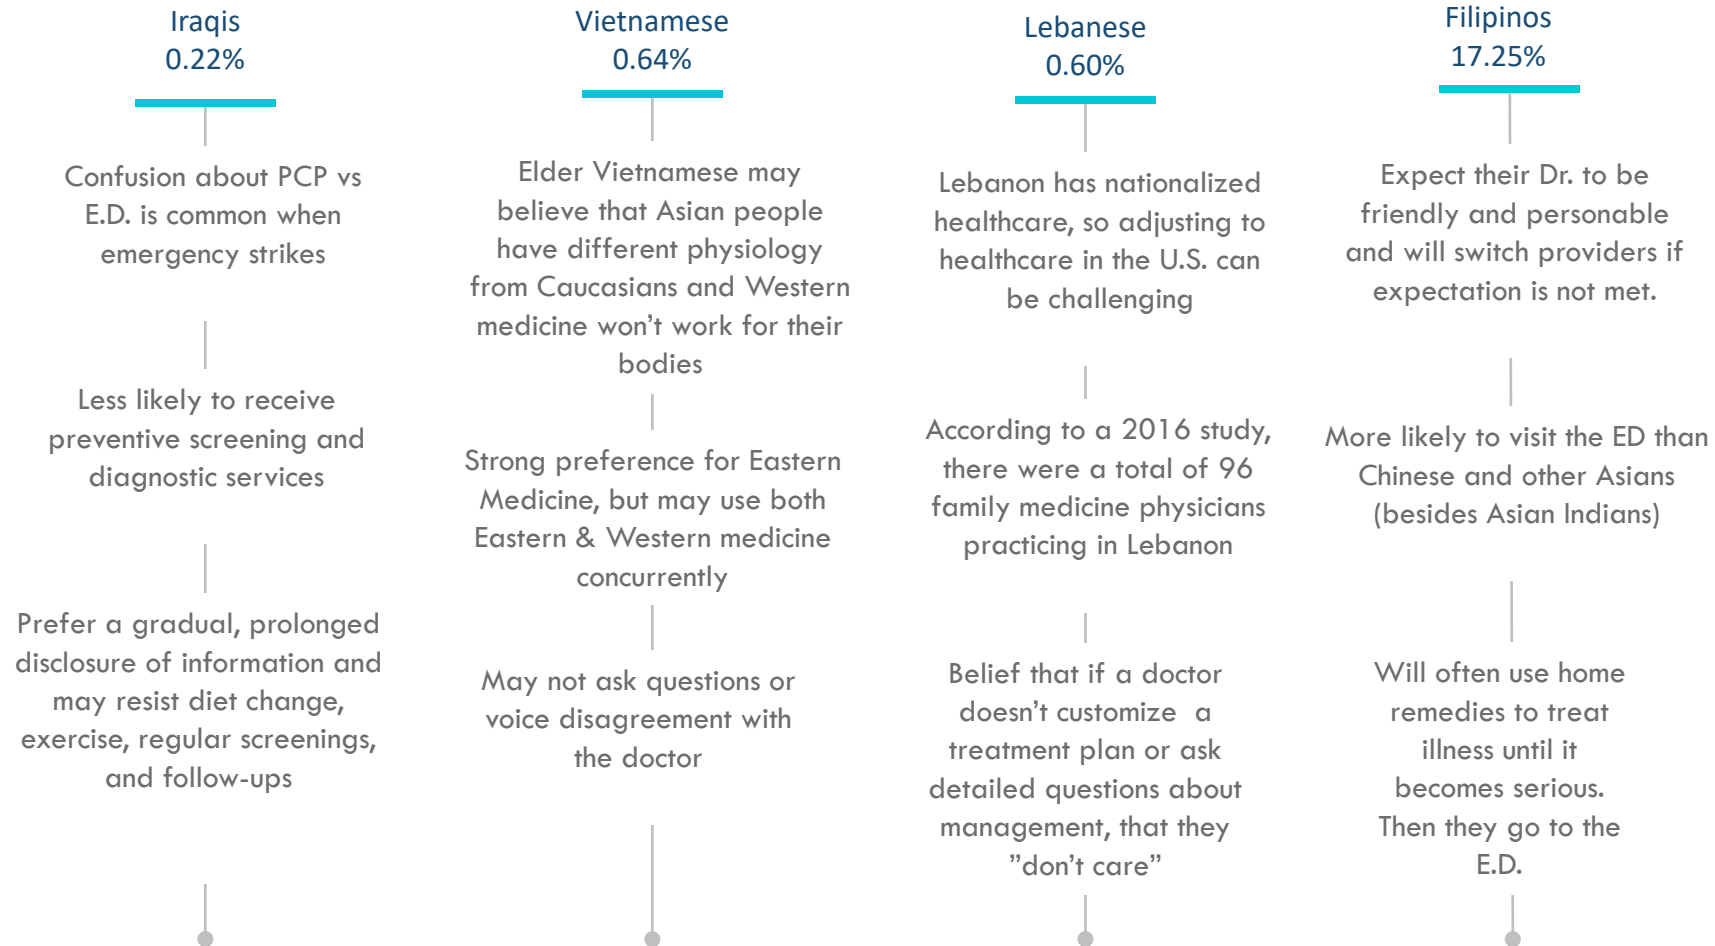 Iraqis
0.22%
Confusion about PCP vs
E.D. is common when
emergency strikes
Less likely to receive
preventive screening and
diagnostic services
Prefer a gradual, prolonged
disclosure of information and
may resist diet change,
exercise, regular screenings,
and follow-ups
Vietnamese
0.64%
Elder Vietnamese may
believe that Asian people
have different physiology
from Caucasians and Western
medicine won't work for their
bodies
Strong preference for Eastern
Medicine, but may use both
Eastern & Western medicine
concurrently
May not ask questions or
voice disagreement with
the doctor
Lebanese
0.60%
Lebanon has nationalized
healthcare, so adjusting to
healthcare in the U.S. can
be challenging
According to a 2016 study,
there were a total of 96
family medicine physicians
practicing in Lebanon
Belief that if a doctor
doesn't customize a
treatment plan or ask
detailed questions about
management, that they
"don't care"
Filipinos
17.25%
Expect their Dr. to be
friendly and personable
and will switch providers if
expectation is not met.
More likely to visit the ED than
Chinese and other Asians
(besides Asian Indians)
Will often use home
remedies to treat
illness until it
becomes serious.
Then they go to the
E.D.